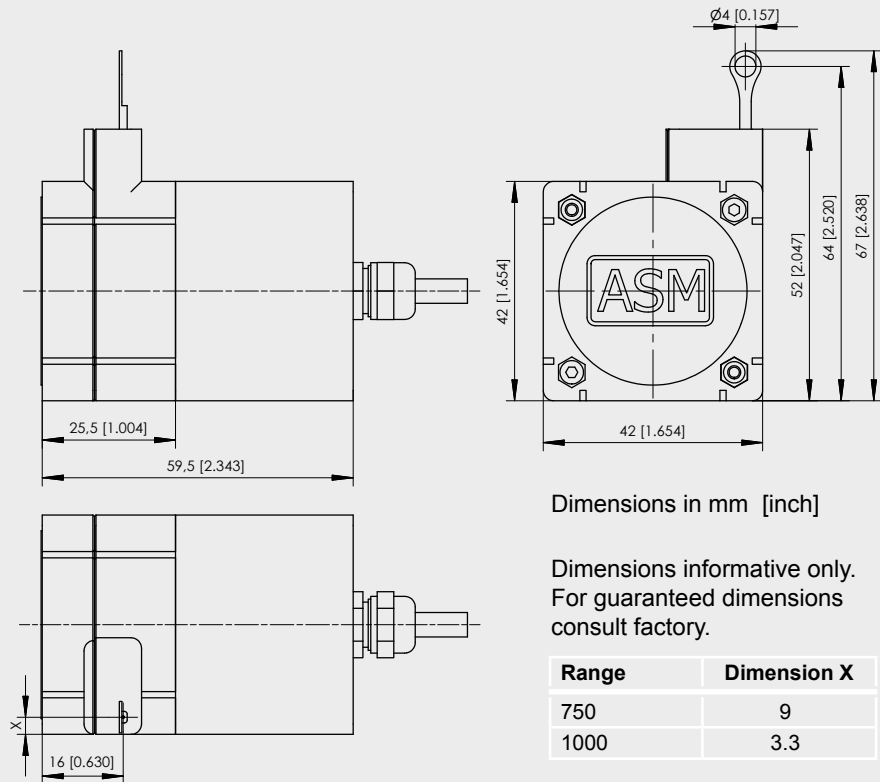 Ø4 [0.157]
42 [1.654]
52 [2.047]
64 [2.520]
67 [2.638]
ASM
25,5 [1.004]
59,5 [2.343]
42 [1.654]
Dimensions in mm [inch]
Dimensions informative only.
For guaranteed dimensions
consult factory.
Range Dimension X
750 9
1000 3.3
X
16 [0.630]